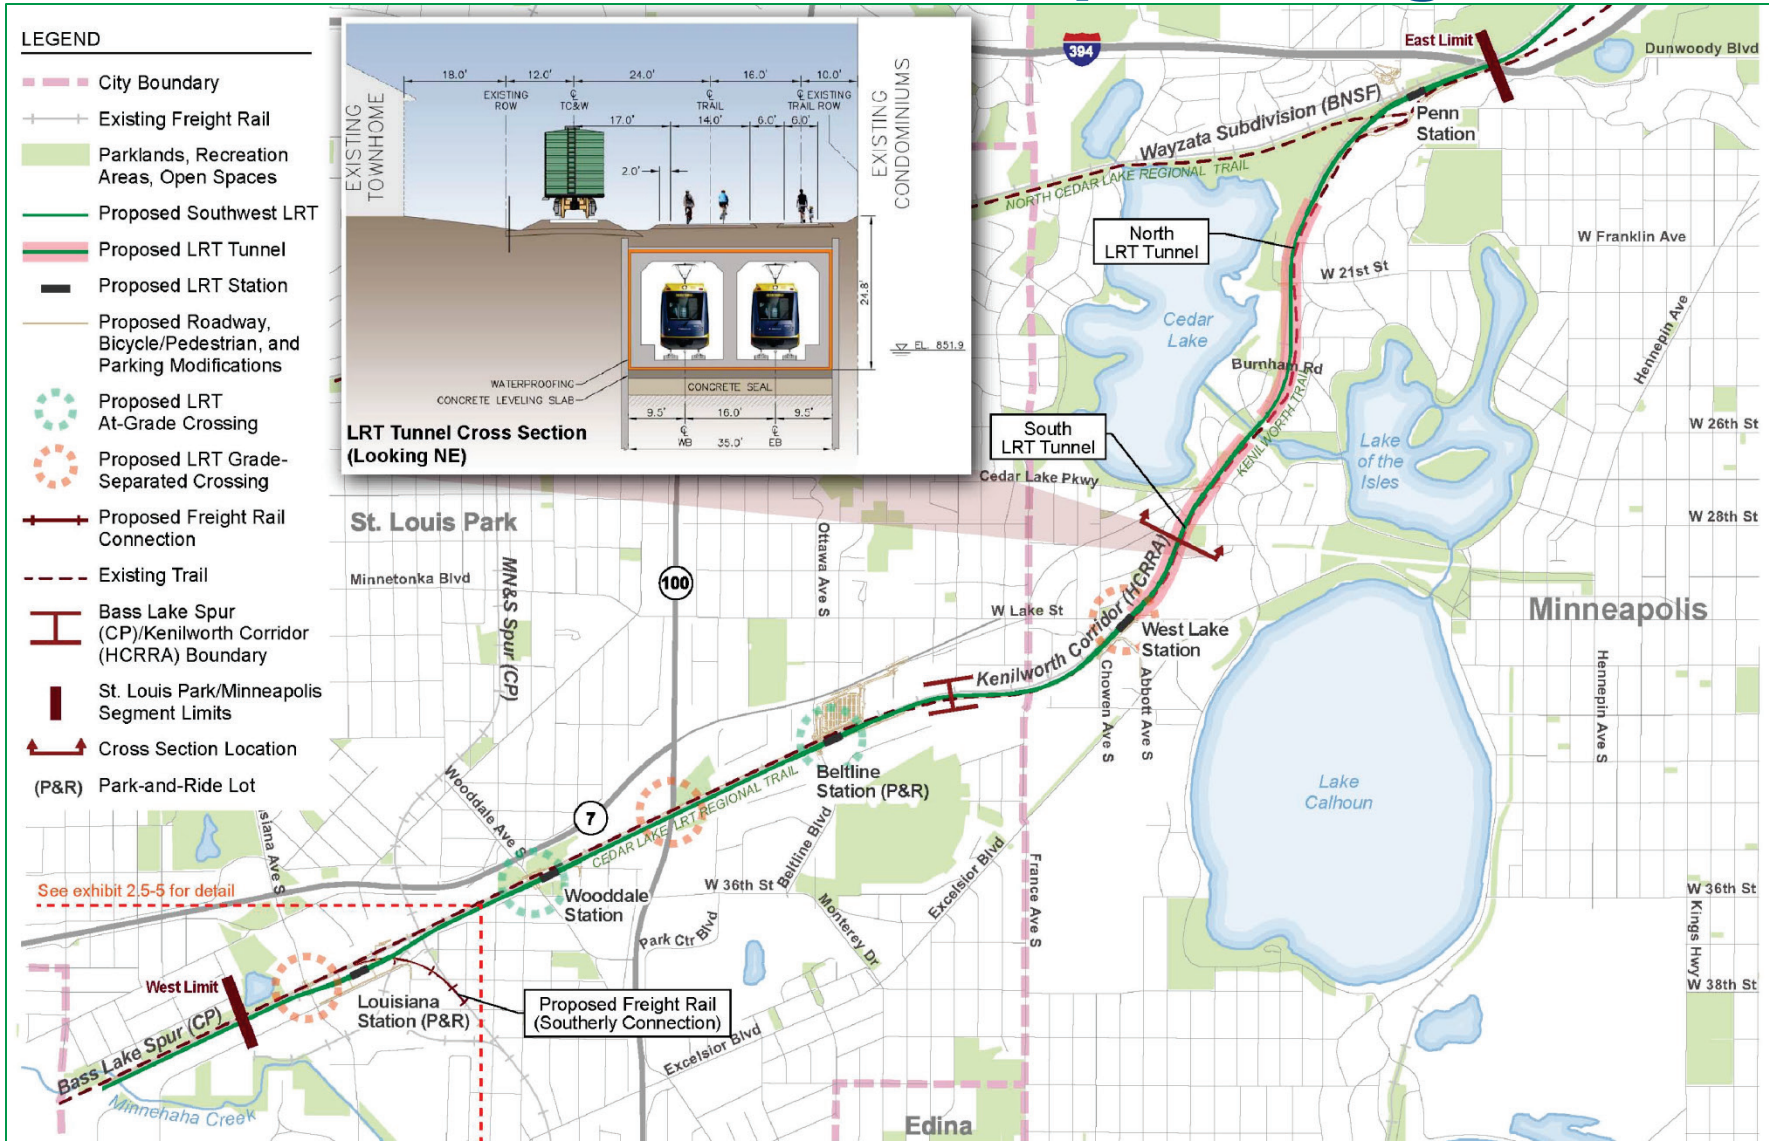 LEGEND
City Boundary
Existing Freight Rail
Parklands, Recreation
Areas, Open Spaces
Proposed Southwest LRT
Proposed LRT Tunnel
Proposed LRT Station
Proposed Roadway,
Bicycle/Pedestrian, and
Parking Modifications
Proposed LRT
At-Grade Crossing
Proposed LRT Grade-
Separated Crossing
Proposed Freight Rail
Connection
Existing Trail
Bass Lake Spur
(CP)/Kenilworth Corridor
(HCRRA) Boundary
St. Louis Park/Minneapolis
Segment Limits
Cross Section Location
(P&R) Park-and-Ride Lot
18.0' 12.0' 24.0' 16.0' 10.0'
EXISTING
ROW
TC&W
TRAIL
EXISTING
TRAIL ROW
17.0' 14.0' 6.0' 6.0'
2.0'
EXISTING
TOWNHOME
EXISTING
CONDOMINIUMS
24.8'
EL. 851.9
WATERPROOFING
CONCRETE LEVELING SLAB
CONCRETE SEAL
9.5' 16.0' 9.5'
WB 35.0' EB
LRT Tunnel Cross Section
(Looking NE)
394
East Limit
Dunwoody Blvd
Penn
Station
Wayzata Subdivision (BNSF)
NORTH CEDAR LAKE REGIONAL TRAIL
North
LRT Tunnel
W Franklin Ave
W 21st St
Cedar
Lake
Hennepin Ave
Burnham Rd
KENILWORTH TRAIL
South
LRT Tunnel
Lake
of the
Isles
W 26th St
Cedar Lake Pkwy
W 28th St
St. Louis Park
Minnetonka Blvd
MN&S Spur (CP)
100
Ottawa Ave S
W Lake St
Kenilworth Corridor (HCRRA)
West Lake
Station
Minneapolis
Chowen Ave S
Abbott Ave S
Hennepin Ave S
Beltline
Station (P&R)
Lake
Calhoun
Wooddale Ave S
7
CEDAR LAKE LRT REGIONAL TRAIL
Beltline Blvd
Excelsior Blvd
France Ave S
See exhibit 2.5-5 for detail
isiana Ave S
Wooddale
Station
W 36th St
W 36th St
Monterey Dr
Park Ctr Blvd
W Kings Hwy
W 38th St
West Limit
Louisiana
Station (P&R)
Proposed Freight Rail
(Southerly Connection)
Bass Lake Spur (CP)
Excelsior Blvd
Minnehaha Creek
Edina